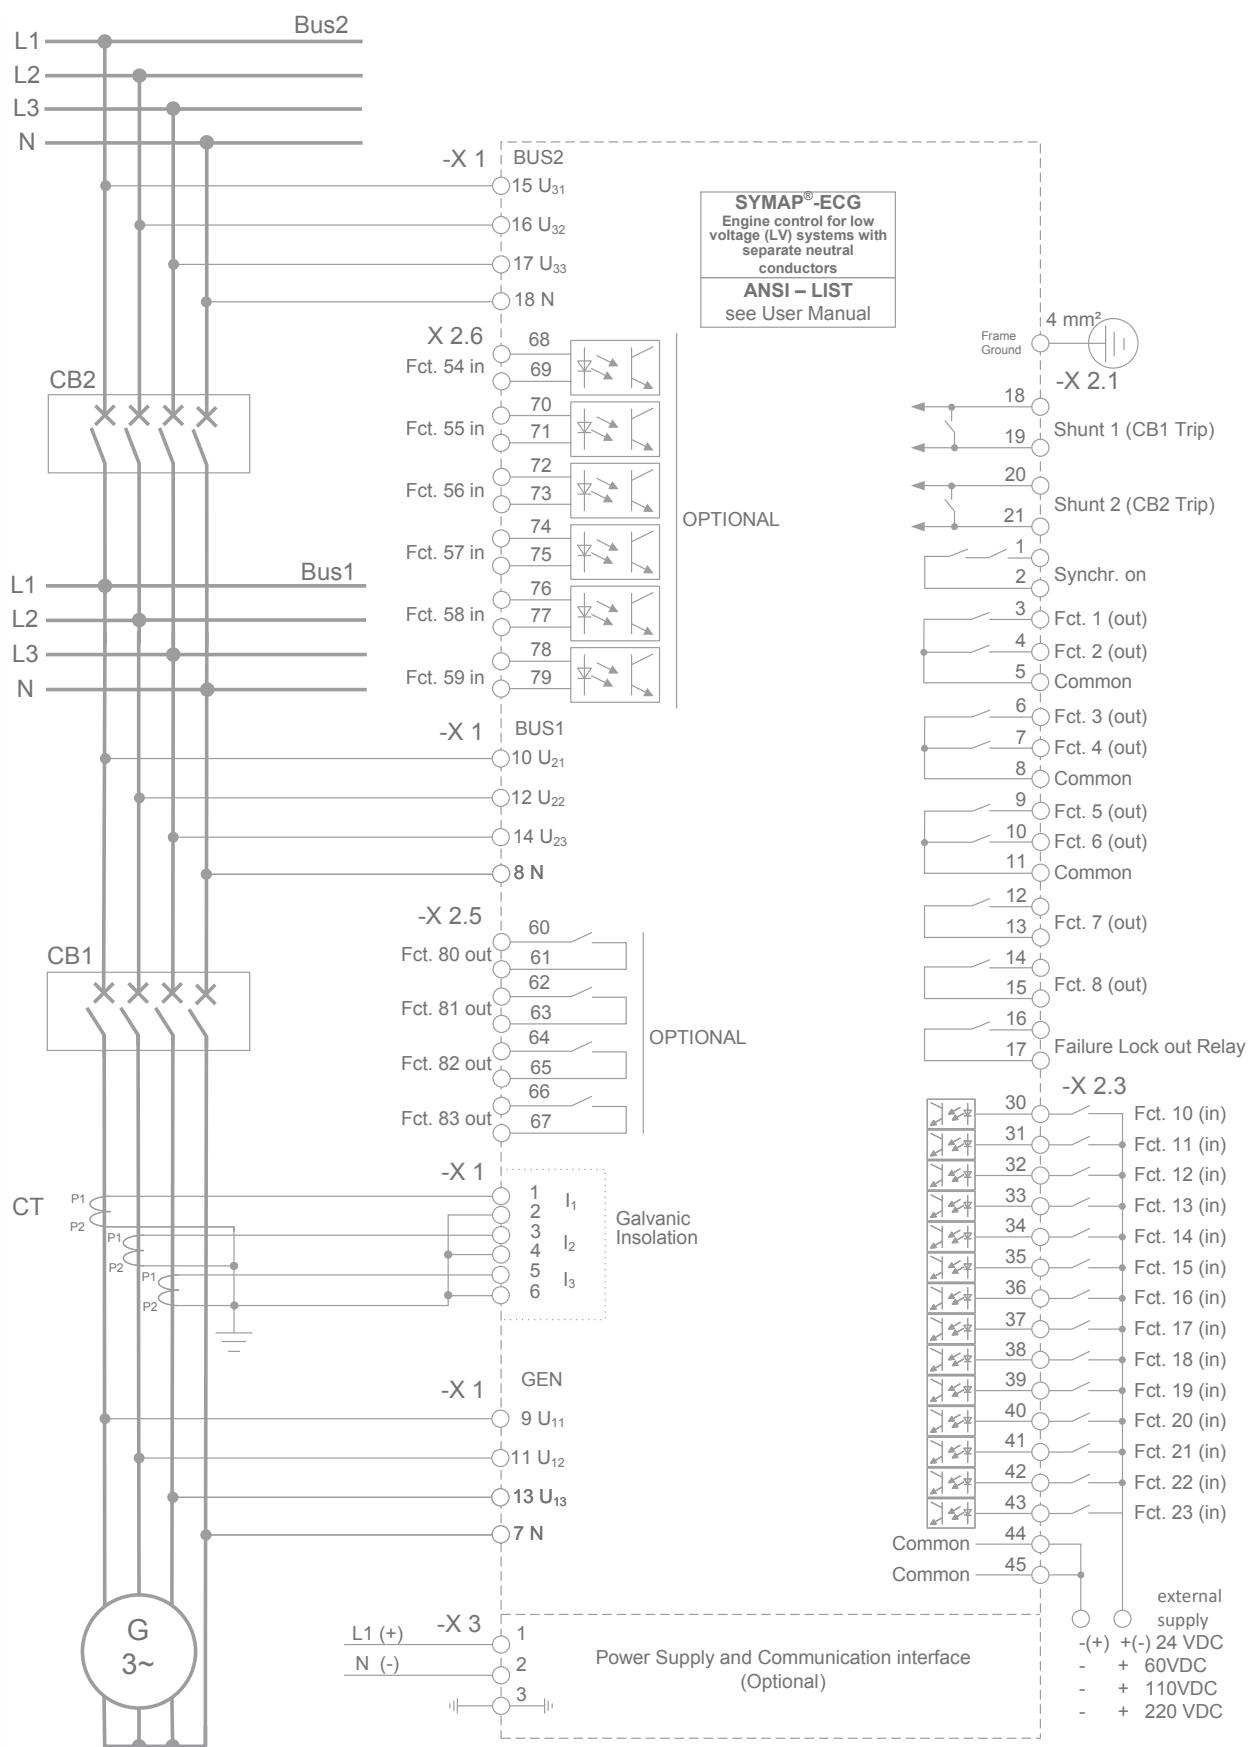 Bus2
L1
L2
L3
N
-X 1
BUS2
15 U31
16 U32
17 U33
18 N
SYMAP®-ECG
Engine control for low
voltage (LV) systems with
separate neutral
conductors
ANSI – LIST
see User Manual
Frame
Ground
4 mm²
X 2.6
68
Fct. 54 in
69
70
Fct. 55 in
71
72
Fct. 56 in
73
74
Fct. 57 in
75
76
Fct. 58 in
77
78
Fct. 59 in
79
OPTIONAL
CB2
Bus1
L1
L2
L3
N
-X 1
BUS1
10 U21
12 U22
14 U23
8 N
-X 2.5
60
Fct. 80 out
61
62
Fct. 81 out
63
64
Fct. 82 out
65
66
Fct. 83 out
67
OPTIONAL
CB1
CT
P1
P2
P1
P2
P1
P2
-X 1
1
I1
2
3
I2
4
5
I3
6
Galvanic
Insolation
-X 1
GEN
9 U11
11 U12
13 U13
7 N
G
3~
-X 3
L1 (+)
1
N (-)
2
3
Power Supply and Communication interface
(Optional)
-X 2.1
18
Shunt 1 (CB1 Trip)
19
20
Shunt 2 (CB2 Trip)
21
1
2
Synchr. on
3 Fct. 1 (out)
4 Fct. 2 (out)
5 Common
6 Fct. 3 (out)
7 Fct. 4 (out)
8 Common
9 Fct. 5 (out)
10 Fct. 6 (out)
11 Common
12
Fct. 7 (out)
13
14
Fct. 8 (out)
15
16
17 Failure Lock out Relay
-X 2.3
30 Fct. 10 (in)
31 Fct. 11 (in)
32 Fct. 12 (in)
33 Fct. 13 (in)
34 Fct. 14 (in)
35 Fct. 15 (in)
36 Fct. 16 (in)
37 Fct. 17 (in)
38 Fct. 18 (in)
39 Fct. 19 (in)
40 Fct. 20 (in)
41 Fct. 21 (in)
42 Fct. 22 (in)
43 Fct. 23 (in)
Common 44
Common 45
external
supply
-(+) +(-) 24 VDC
- + 60VDC
- + 110VDC
- + 220 VDC